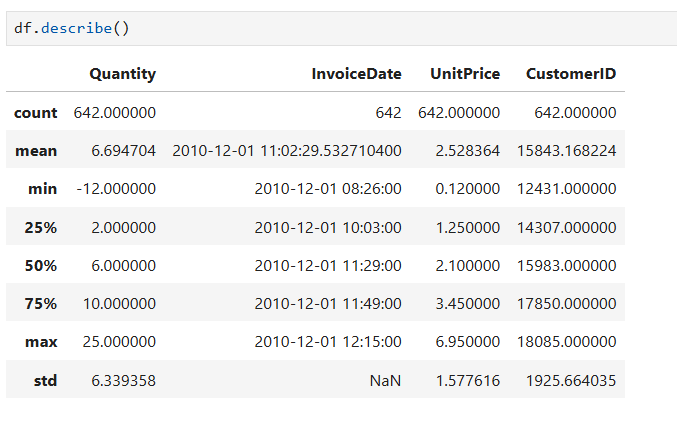 df.describe()
Quantity InvoiceDate UnitPrice CustomerID
count 642.000000 642 642.000000 642.000000
mean 6.694704 2010-12-01 11:02:29.532710400 2.528364 15843.168224
min -12.000000 2010-12-01 08:26:00 0.120000 12431.000000
25% 2.000000 2010-12-01 10:03:00 1.250000 14307.000000
50% 6.000000 2010-12-01 11:29:00 2.100000 15983.000000
75% 10.000000 2010-12-01 11:49:00 3.450000 17850.000000
max 25.000000 2010-12-01 12:15:00 6.950000 18085.000000
std 6.339358 NaN 1.577616 1925.664035